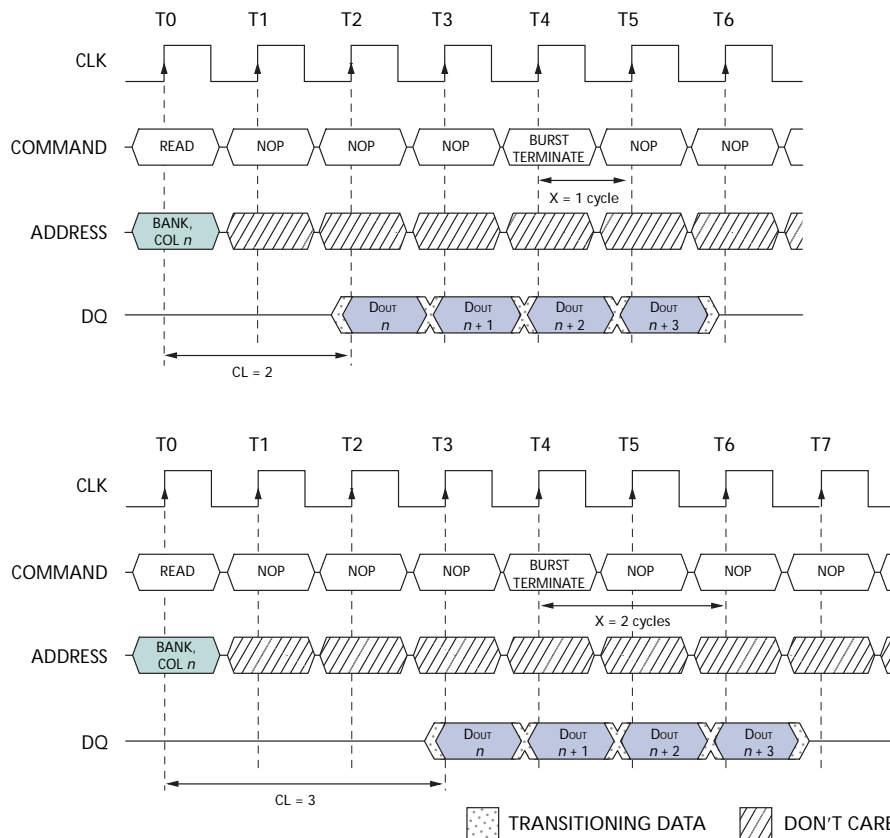 T0 T1 T2 T3 T4 T5 T6
CLK
COMMAND READ NOP NOP NOP BURST TERMINATE NOP NOP
X = 1 cycle
ADDRESS BANK, COL n
DQ DOUT n DOUT n + 1 DOUT n + 2 DOUT n + 3
CL = 2
T0 T1 T2 T3 T4 T5 T6 T7
CLK
COMMAND READ NOP NOP NOP BURST TERMINATE NOP NOP NOP
X = 2 cycles
ADDRESS BANK, COL n
DQ DOUT n DOUT n + 1 DOUT n + 2 DOUT n + 3
CL = 3
TRANSITIONING DATA DON'T CARE